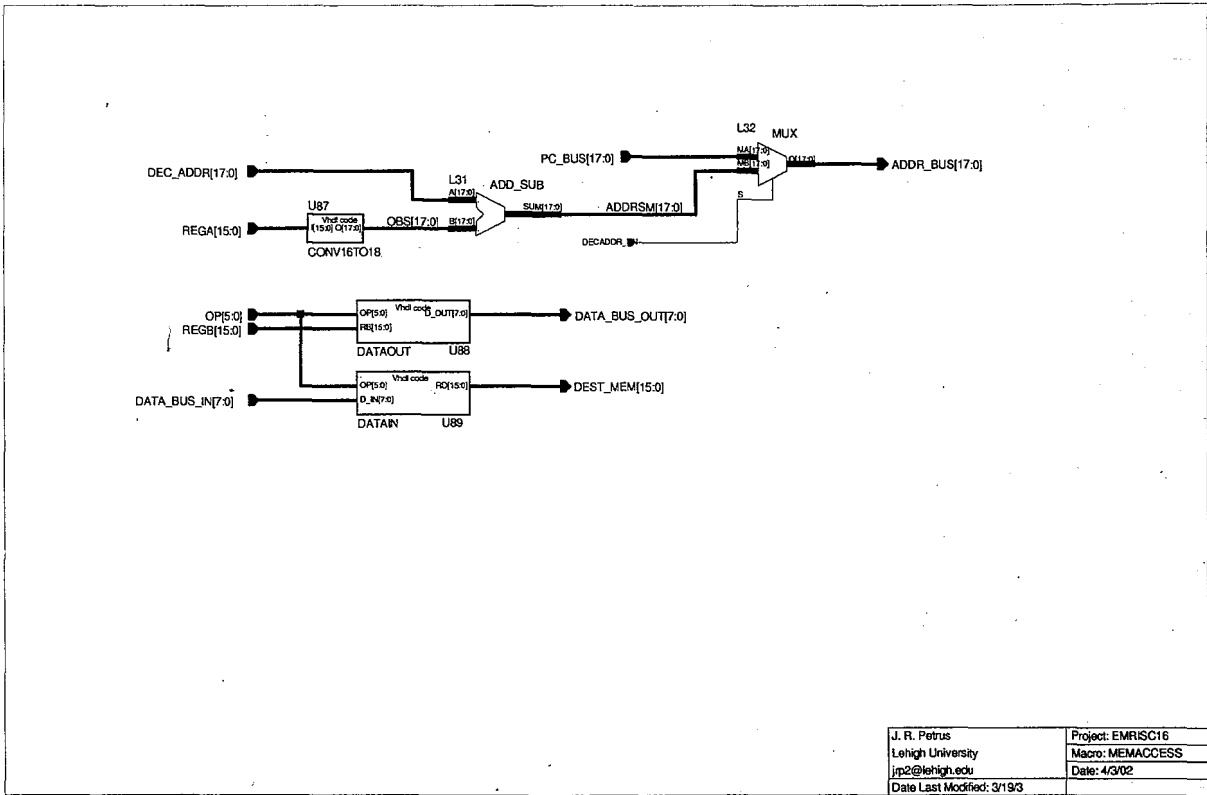 L32 MUX
PC_BUS[17:0] MA[17:0] O[17:0] ADDR_BUS[17:0]
MB[17:0]
DEC_ADDR[17:0] L31 ADD_SUB
A[17:0] S
U87 SUM[17:0] ADDRSM[17:0]
Vhdl code
REGA[15:0] I[15:0] O[17:0] OBS[17:0] B[17:0]
CONV16TO18
OP[5:0] OP[5:0] Vhdl code D_OUT[7:0] DATA_BUS_OUT[7:0]
REGB[15:0] RB[15:0]
DATAOUT U88
Vhdl code
OP[5:0] RD[15:0] DEST_MEM[15:0]
DATA_BUS_IN[7:0] D_IN[7:0]
DATAIN U89
J. R. Petrus Project: EMRISC16
Lehigh University Macro: MEMACCESS
jrp2@lehigh.edu Date: 4/3/02
Date Last Modified: 3/19/3